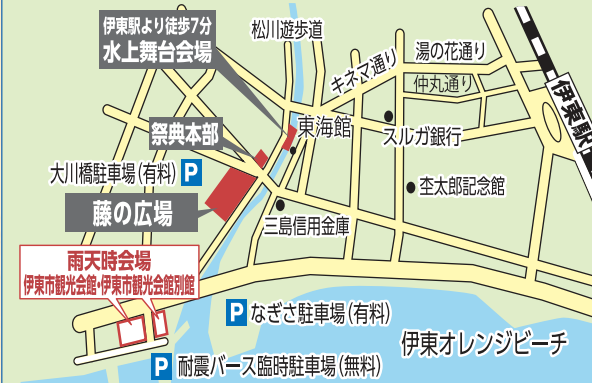 伊東駅より徒歩7分
水上舞台会場
松川遊歩道
キネマ通り
湯の花通り
仲丸通り
伊東駅
祭典本部
東海館
スルガ銀行
大川橋駐車場(有料)P
杢太郎記念館
藤の広場
三島信用金庫
雨天時会場
伊東市観光会館・伊東市観光会館別館
P なぎさ駐車場(有料)
伊東オレンジビーチ
P 耐震バース臨時駐車場(無料)